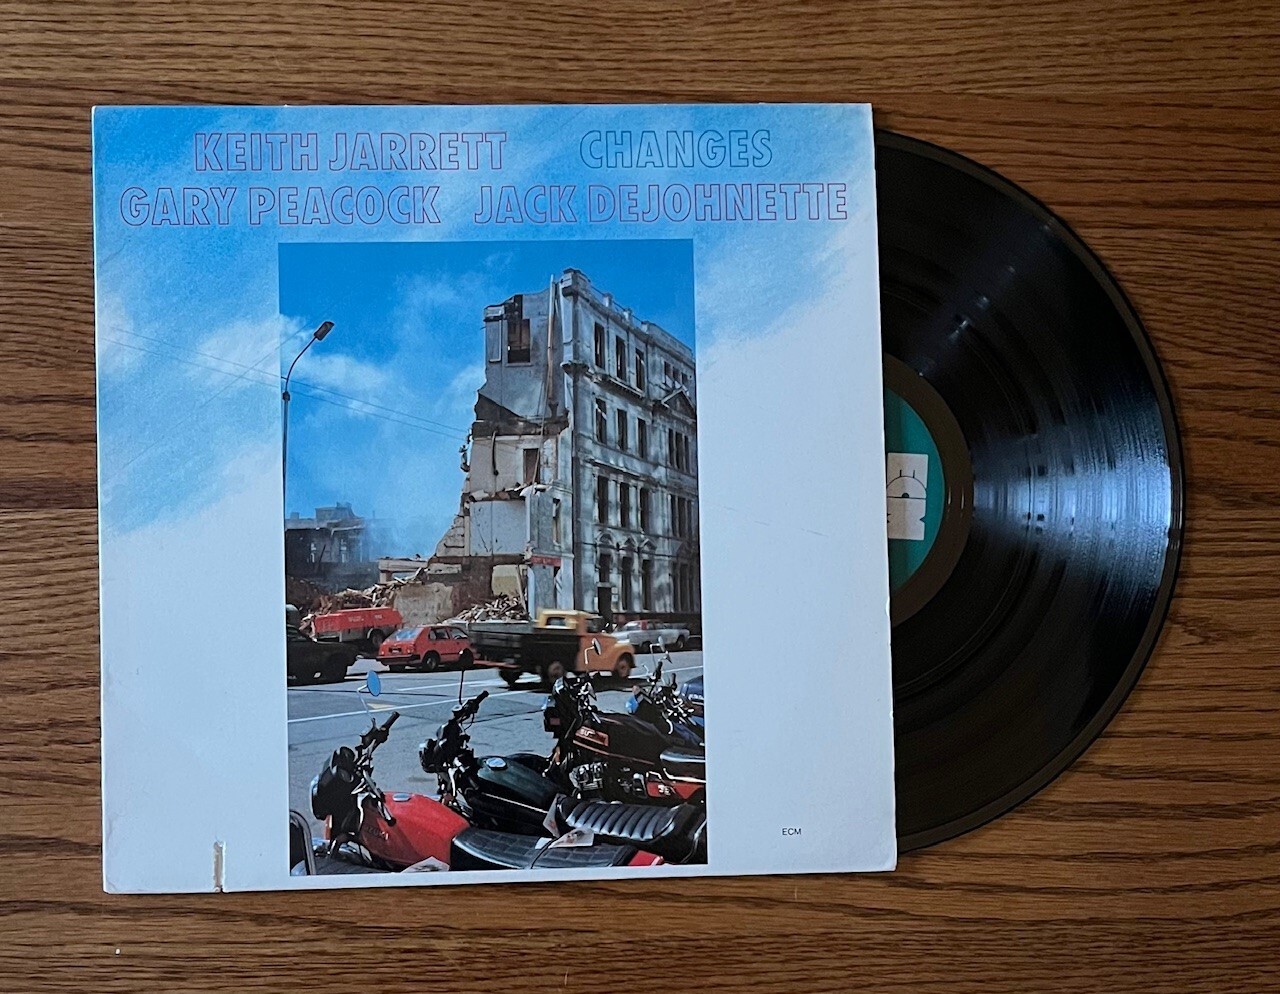 KEITH JARRETT CHANGES
GARY PEACOCK JACK DEJOHNETTE
ECM